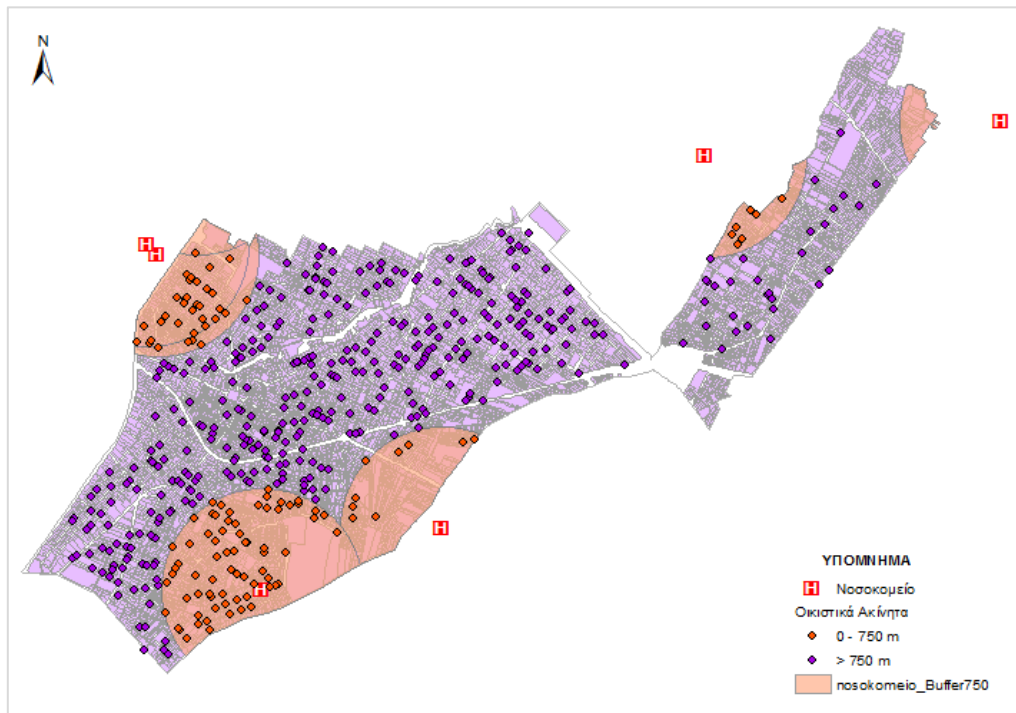 N
H
H
H
H
H
H
ΥΠΟΜΝΗΜΑ
H Νοσοκομείο
Οικιστικά Ακίνητα
0 - 750 m
> 750 m
nosokomeio_Buffer750